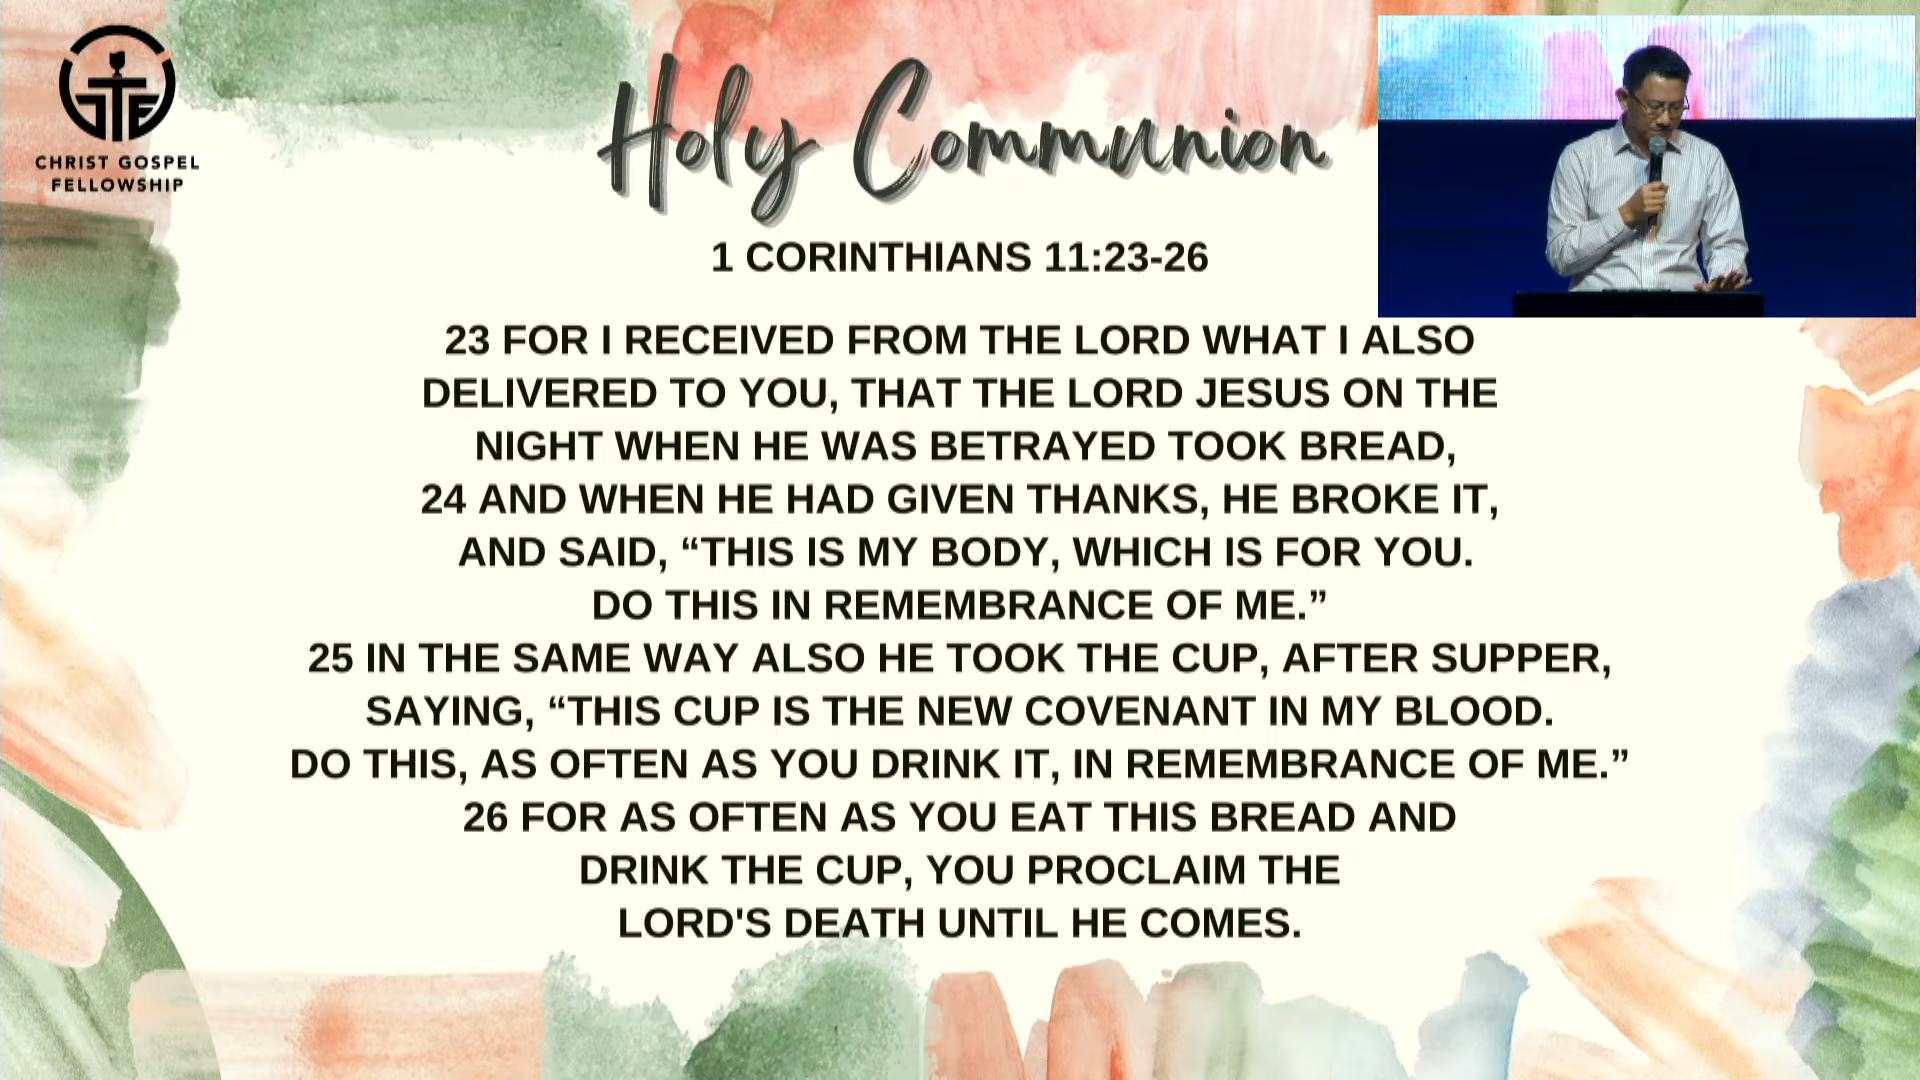 CHRIST GOSPEL
FELLOWSHIP
Holy Communion
1 CORINTHIANS 11:23-26
23 FOR I RECEIVED FROM THE LORD WHAT I ALSO
DELIVERED TO YOU, THAT THE LORD JESUS ON THE
NIGHT WHEN HE WAS BETRAYED TOOK BREAD,
24 AND WHEN HE HAD GIVEN THANKS, HE BROKE IT,
AND SAID, “THIS IS MY BODY, WHICH IS FOR YOU.
DO THIS IN REMEMBRANCE OF ME.”
25 IN THE SAME WAY ALSO HE TOOK THE CUP, AFTER SUPPER,
SAYING, “THIS CUP IS THE NEW COVENANT IN MY BLOOD.
DO THIS, AS OFTEN AS YOU DRINK IT, IN REMEMBRANCE OF ME.”
26 FOR AS OFTEN AS YOU EAT THIS BREAD AND
DRINK THE CUP, YOU PROCLAIM THE
LORD'S DEATH UNTIL HE COMES.